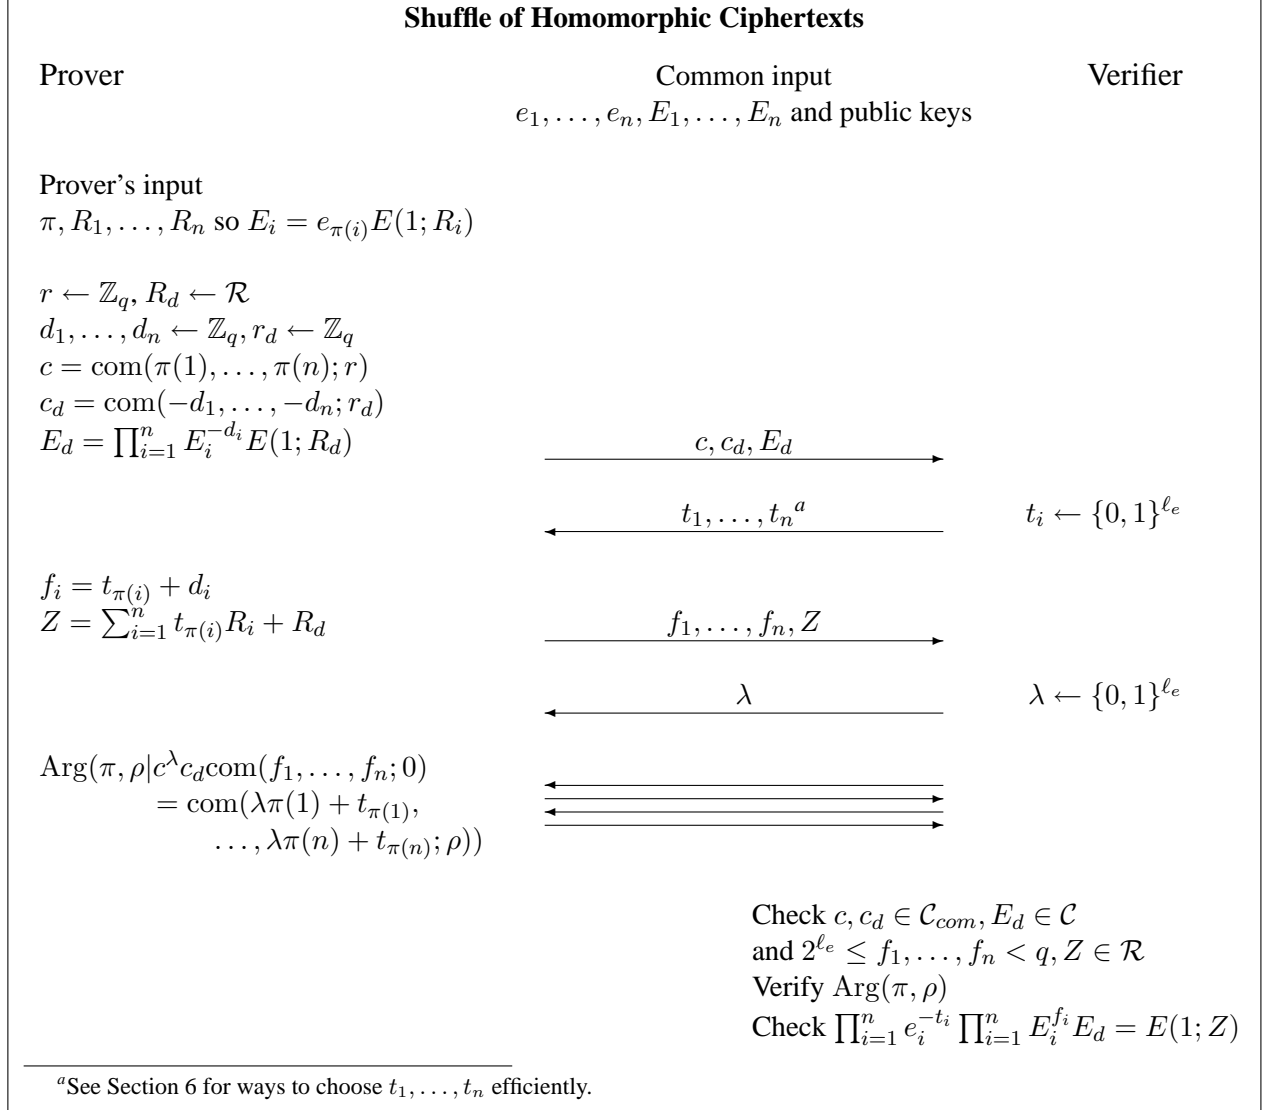 Shuffle of Homomorphic Ciphertexts
Prover Common input Verifier
e_1, …, e_n, E_1, …, E_n and public keys
Prover's input
π, R_1, …, R_n so E_i = e_{π(i)}E(1; R_i)
r ← ℤ_q, R_d ← ℛ
d_1, …, d_n ← ℤ_q, r_d ← ℤ_q
c = com(π(1), …, π(n); r)
c_d = com(−d_1, …, −d_n; r_d)
E_d = ∏_{i=1}^n E_i^{−d_i} E(1; R_d) c, c_d, E_d
t_1, …, t_n^a t_i ← {0, 1}^{ℓ_e}
f_i = t_{π(i)} + d_i
Z = ∑_{i=1}^n t_{π(i)}R_i + R_d f_1, …, f_n, Z
λ λ ← {0, 1}^{ℓ_e}
Arg(π, ρ|c^λ c_d com(f_1, …, f_n; 0)
= com(λπ(1) + t_{π(1)},
…, λπ(n) + t_{π(n)}; ρ))
Check c, c_d ∈ 𝒞_{com}, E_d ∈ 𝒞
and 2^{ℓ_e} ≤ f_1, …, f_n < q, Z ∈ ℛ
Verify Arg(π, ρ)
Check ∏_{i=1}^n e_i^{−t_i} ∏_{i=1}^n E_i^{f_i} E_d = E(1; Z)
^a See Section 6 for ways to choose t_1, …, t_n efficiently.